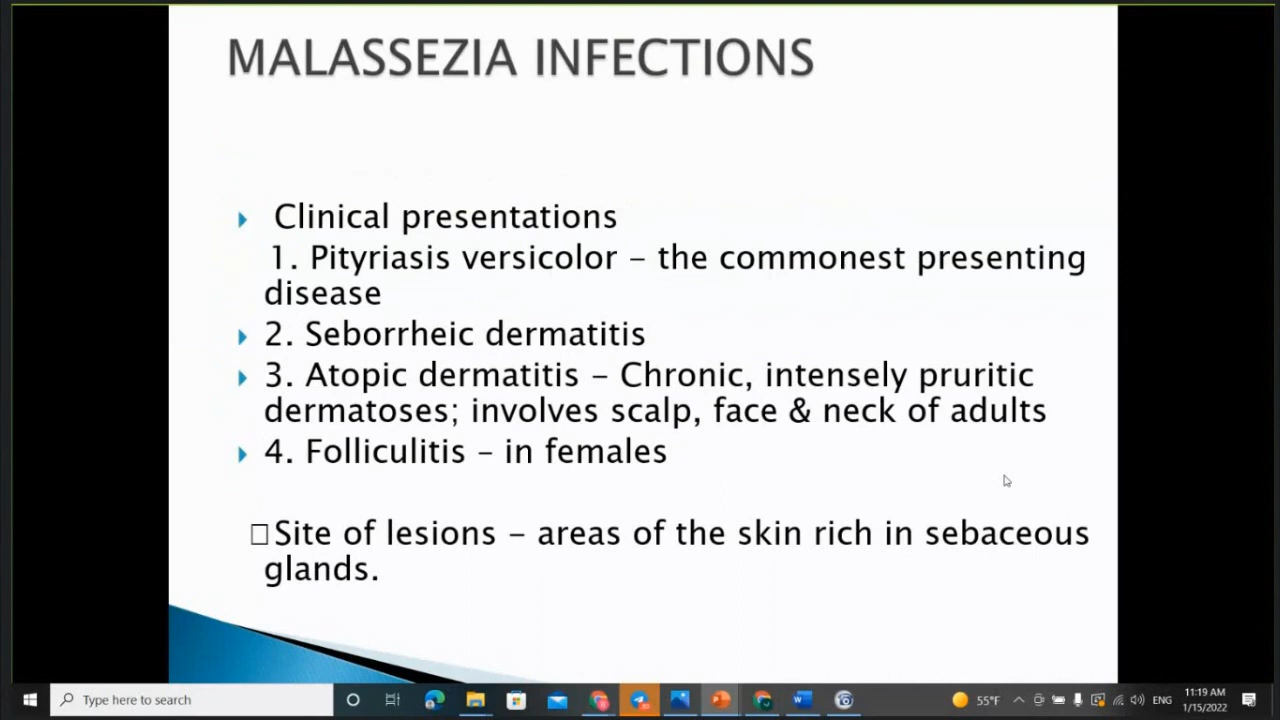 MALASSEZIA INFECTIONS
Clinical presentations
1. Pityriasis versicolor – the commonest presenting
disease
2. Seborrheic dermatitis
3. Atopic dermatitis – Chronic, intensely pruritic
dermatoses; involves scalp, face & neck of adults
4. Folliculitis – in females
Site of lesions – areas of the skin rich in sebaceous
glands.
Type here to search
55°F
ENG
11:19 AM
1/15/2022